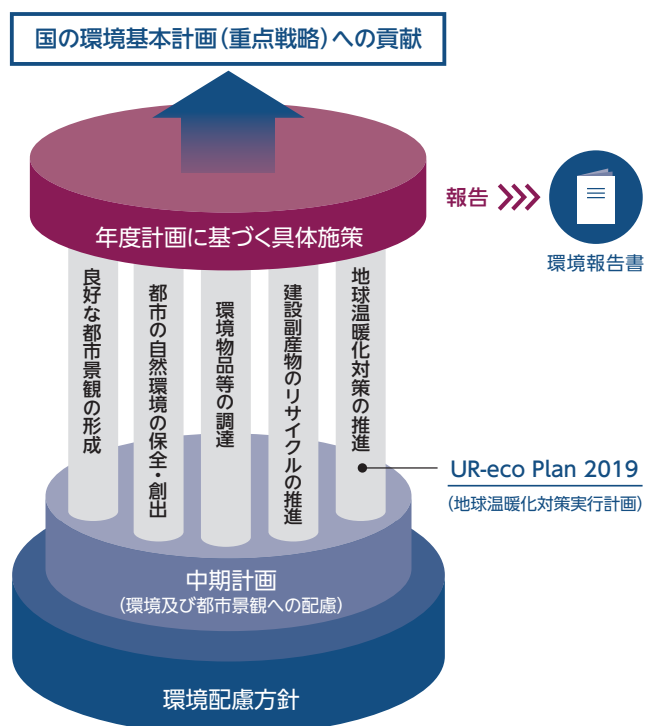 国の環境基本計画（重点戦略）への貢献
年度計画に基づく具体施策
報告
環境報告書
良好な都市景観の形成
都市の自然環境の保全・創出
環境物品等の調達
建設副産物のリサイクルの推進
地球温暖化対策の推進
UR-eco Plan 2019
（地球温暖化対策実行計画）
中期計画
（環境及び都市景観への配慮）
環境配慮方針